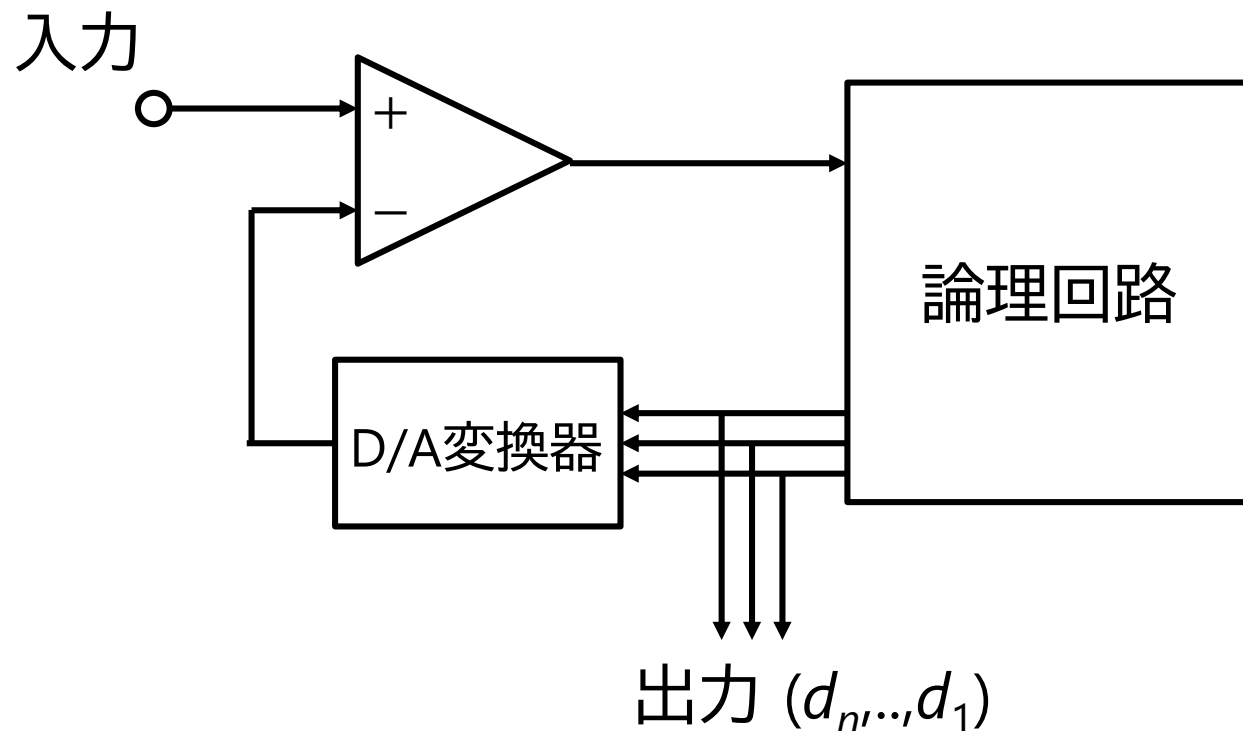 入力
+
−
論理回路
D/A変換器
出力 (dn,..,d1)